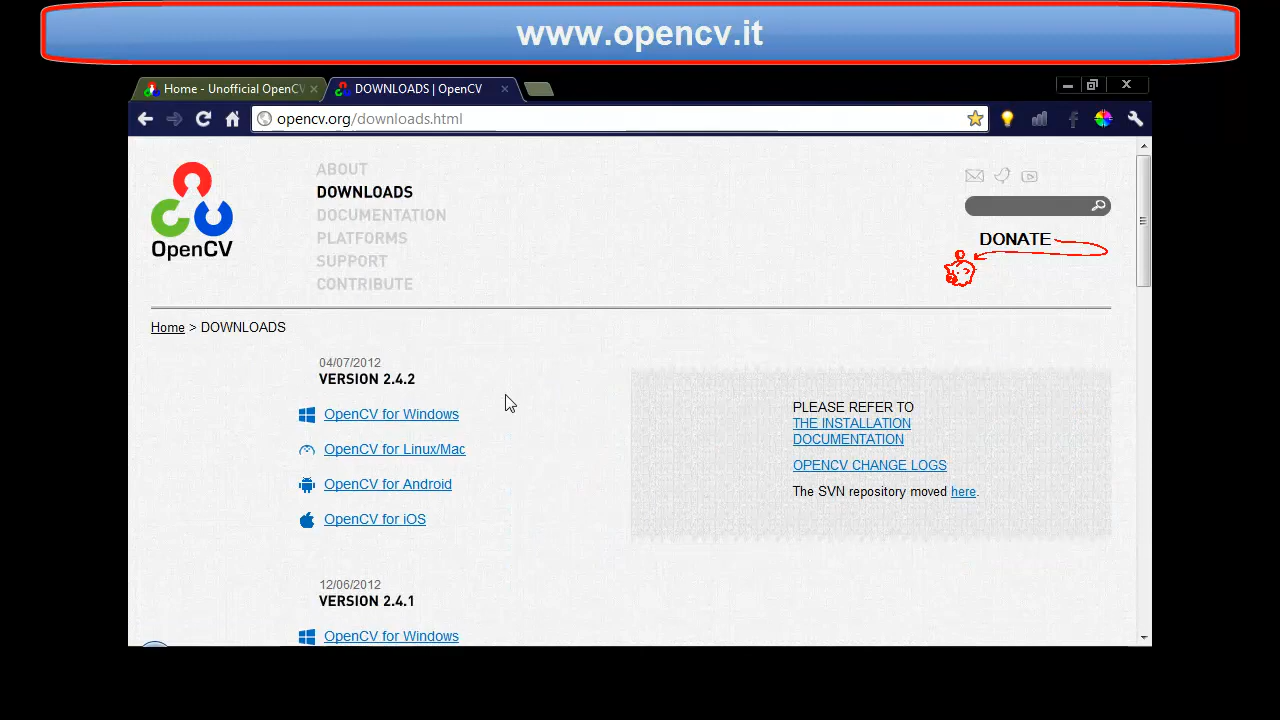 www.opencv.it
Home - Unofficial OpenCV
DOWNLOADS | OpenCV
opencv.org/downloads.html
OpenCV
ABOUT
DOWNLOADS
DOCUMENTATION
PLATFORMS
SUPPORT
CONTRIBUTE
DONATE
Home > DOWNLOADS
04/07/2012
VERSION 2.4.2
OpenCV for Windows
OpenCV for Linux/Mac
OpenCV for Android
OpenCV for iOS
PLEASE REFER TO
THE INSTALLATION
DOCUMENTATION
OPENCV CHANGE LOGS
The SVN repository moved here.
12/06/2012
VERSION 2.4.1
OpenCV for Windows